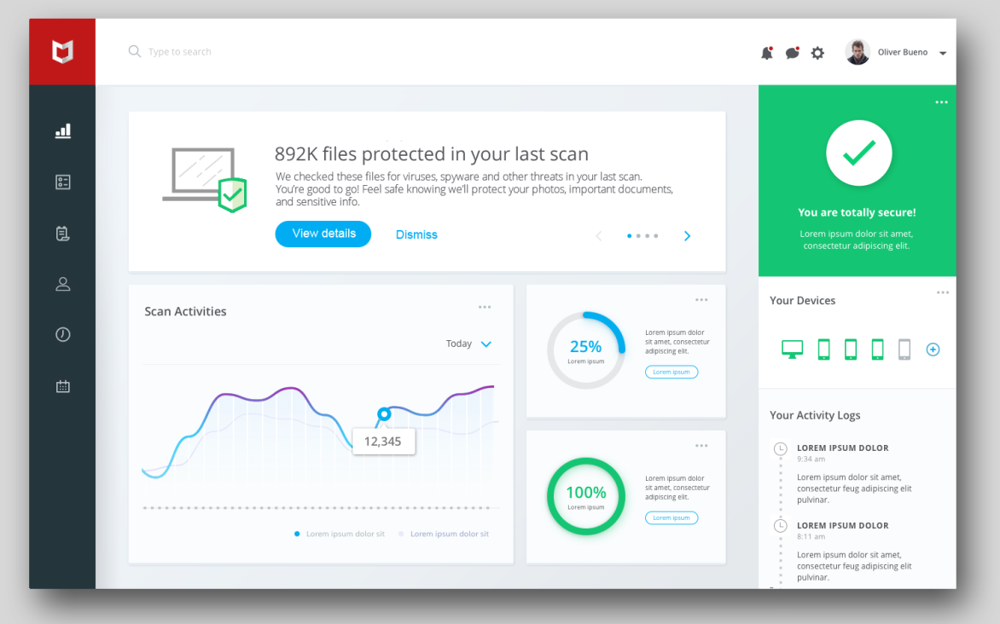 Type to search
Oliver Bueno
892K files protected in your last scan
We checked these files for viruses, spyware and other threats in your last scan.
You're good to go! Feel safe knowing we'll protect your photos, important documents,
and sensitive info.
View details
Dismiss
You are totally secure!
Lorem ipsum dolor sit amet,
consectetur adipiscing elit.
Scan Activities
Today
12,345
Lorem ipsum dolor sit
Lorem ipsum dolor sit
25%
Lorem ipsum
Lorem ipsum dolor
sit amet, consectetur
adipiscing elit.
Lorem ipsum
100%
Lorem ipsum
Lorem ipsum dolor
sit amet, consectetur
adipiscing elit.
Lorem ipsum
Your Devices
Your Activity Logs
LOREM IPSUM DOLOR
9:34 am
Lorem ipsum dolor sit amet,
consectetur feug adipiscing elit
pulvinar.
LOREM IPSUM DOLOR
8:11 am
Lorem ipsum dolor sit amet,
consectetur feug adipiscing elit
pulvinar.